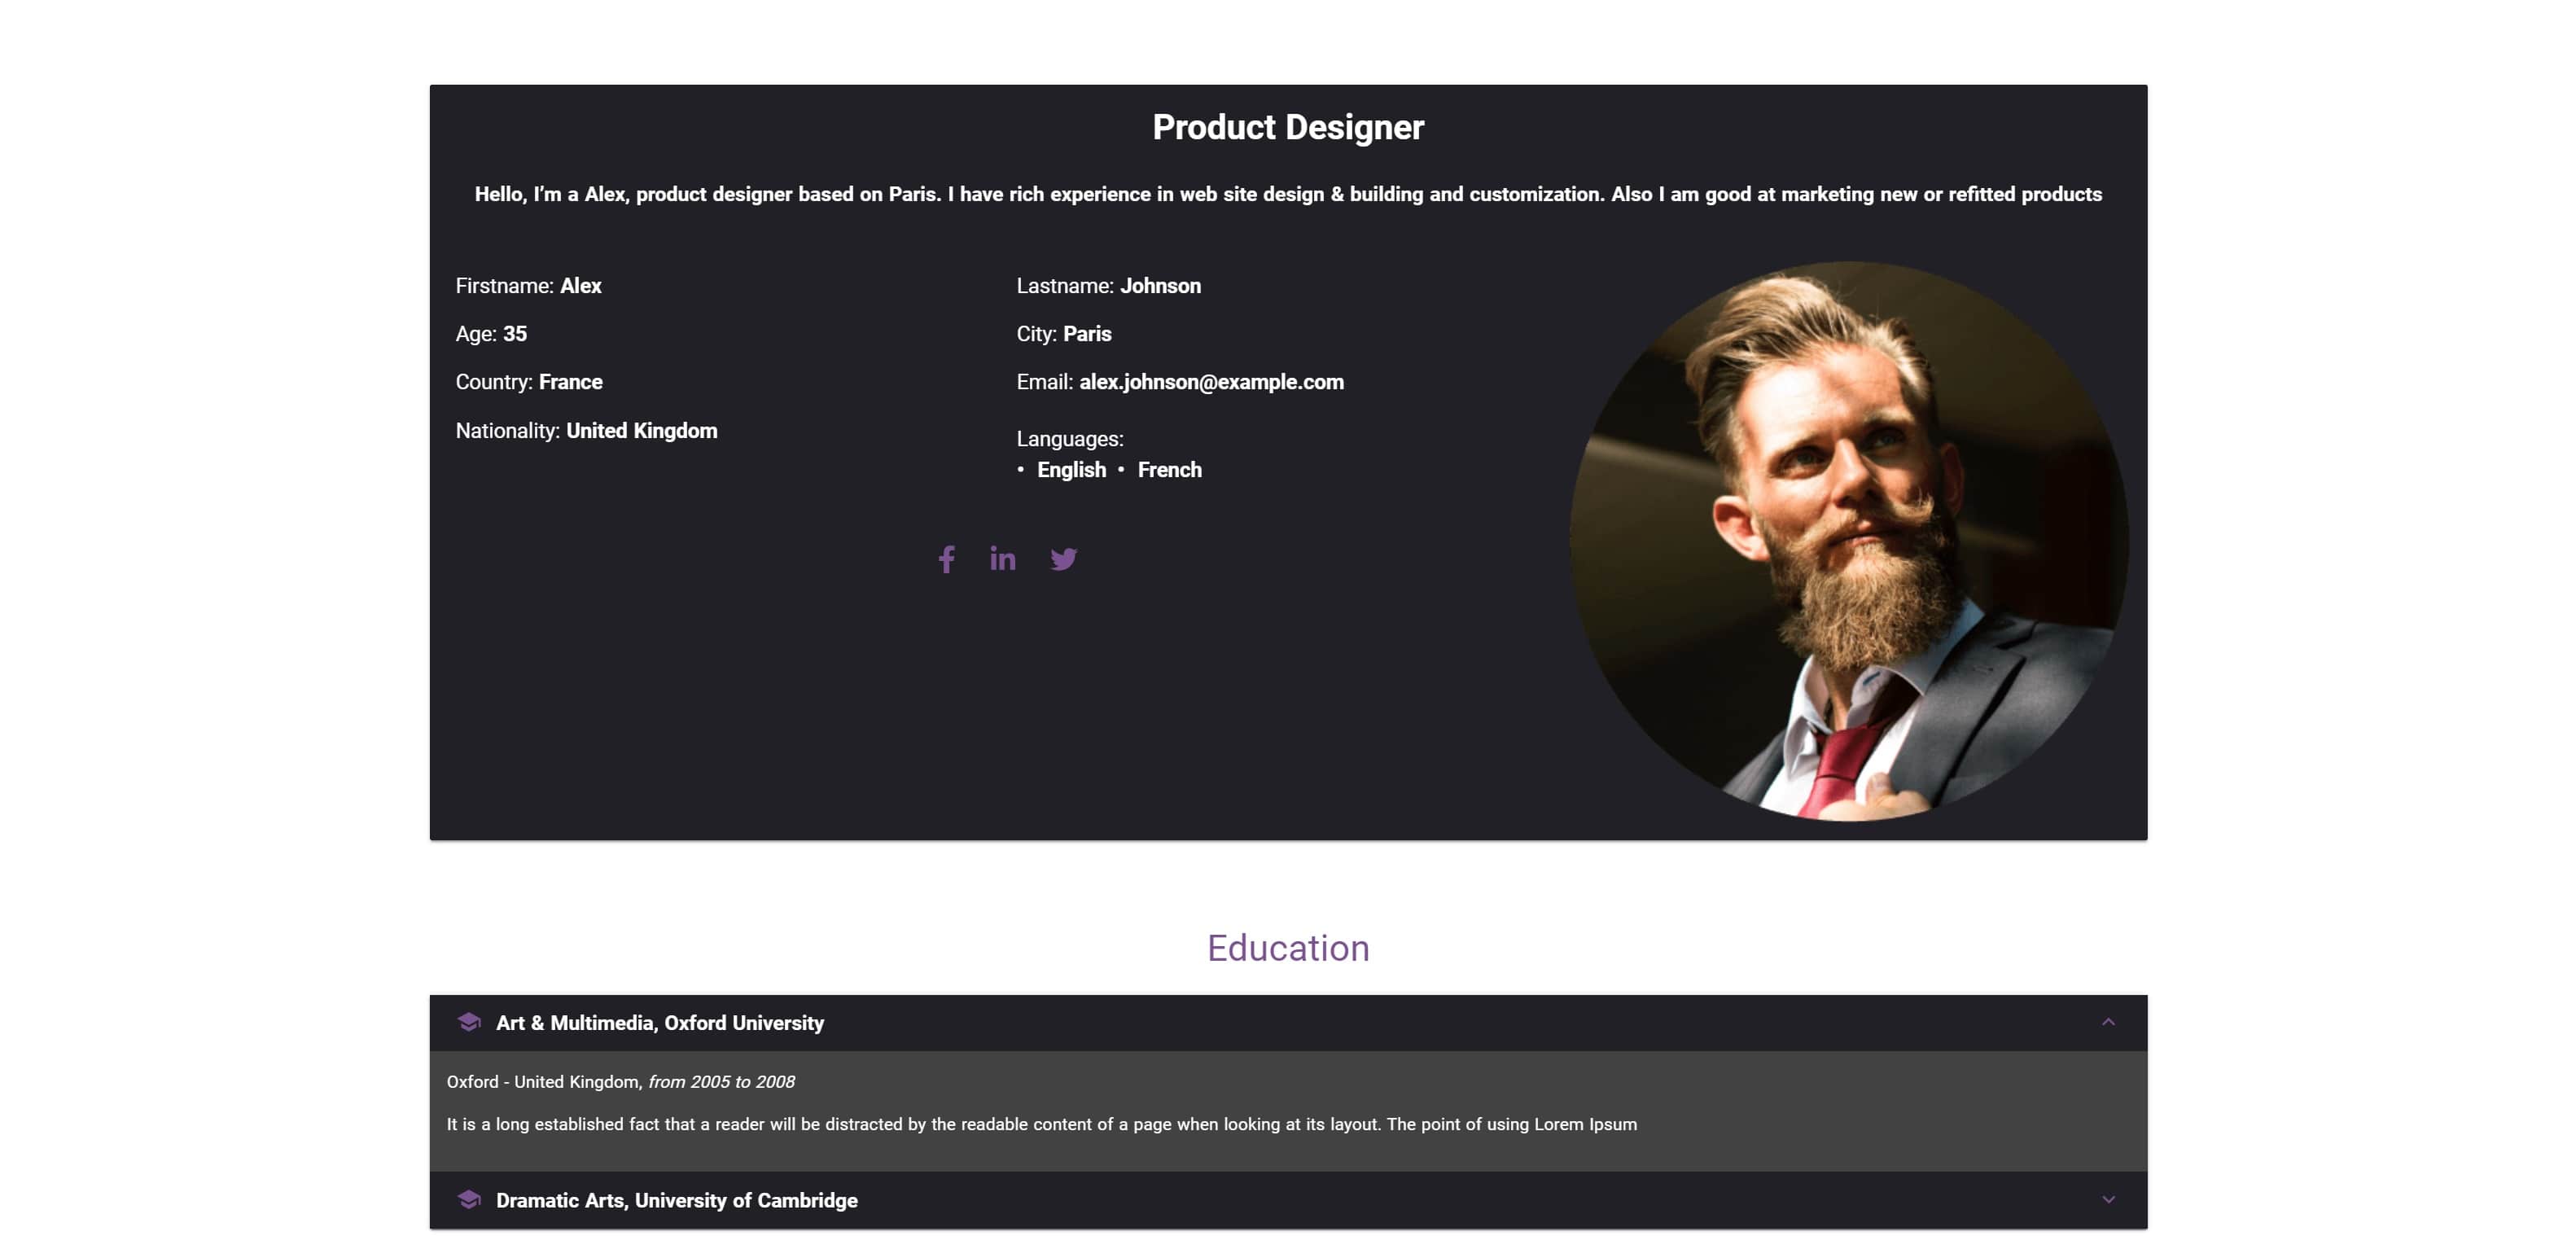 Product Designer
Hello, I’m a Alex, product designer based on Paris. I have rich experience in web site design & building and customization. Also I am good at marketing new or refitted products
Firstname: Alex
Lastname: Johnson
Age: 35
City: Paris
Country: France
Email: alex.johnson@example.com
Nationality: United Kingdom
Languages:
• English • French
Education
Art & Multimedia, Oxford University
Oxford - United Kingdom, from 2005 to 2008
It is a long established fact that a reader will be distracted by the readable content of a page when looking at its layout. The point of using Lorem Ipsum
Dramatic Arts, University of Cambridge